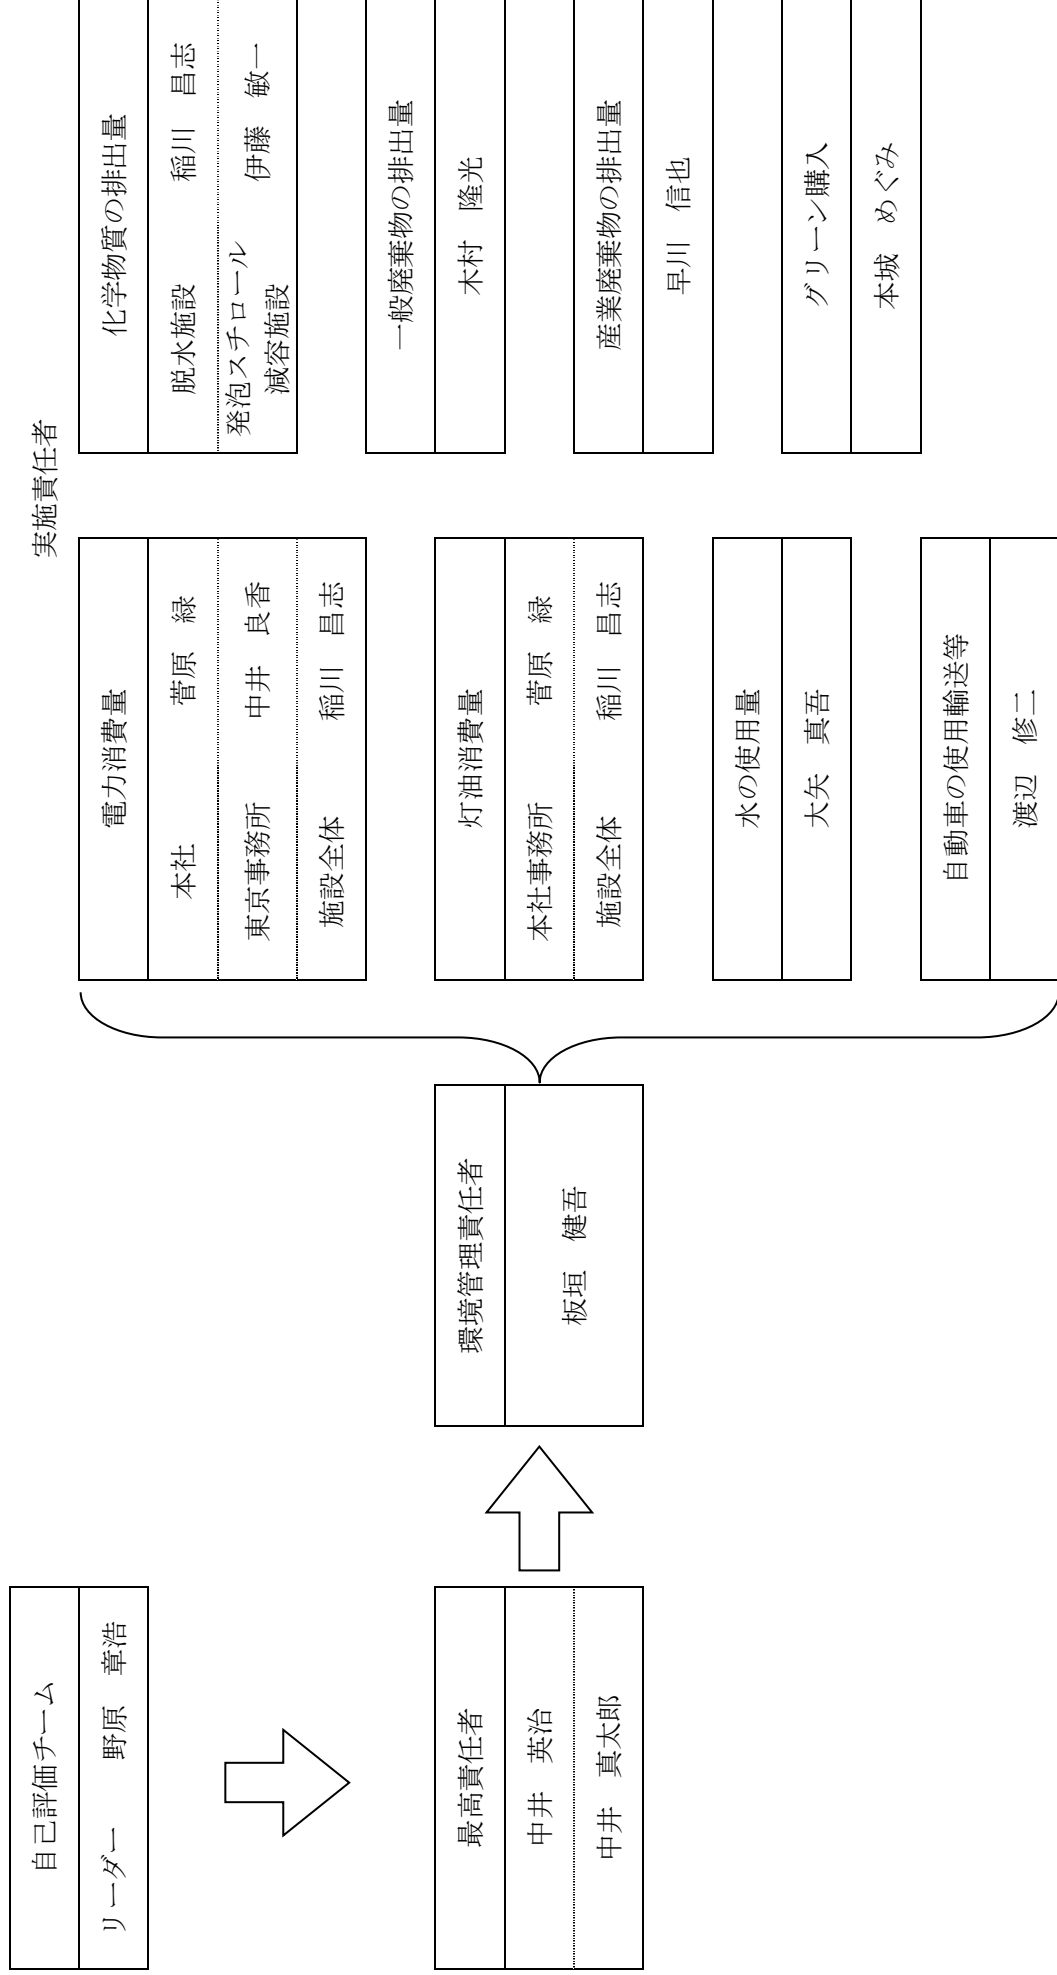 自己評価チーム
リーダー　　野原　章浩
最高責任者
中井　英治
中井　真太郎
環境管理責任者
板垣　健吾
実施責任者
電力消費量
本社　　菅原　緑
東京事務所　　中井　良香
施設全体　　稲川　昌志
灯油消費量
本社事務所　　菅原　緑
施設全体　　稲川　昌志
水の使用量
大矢　真吾
自動車の使用輸送等
渡辺　修二
化学物質の排出量
脱水施設　　稲川　昌志
発泡スチロール
減容施設　　伊藤　敏一
一般廃棄物の排出量
木村　隆光
産業廃棄物の排出量
早川　信也
グリーン購入
本城　めぐみ